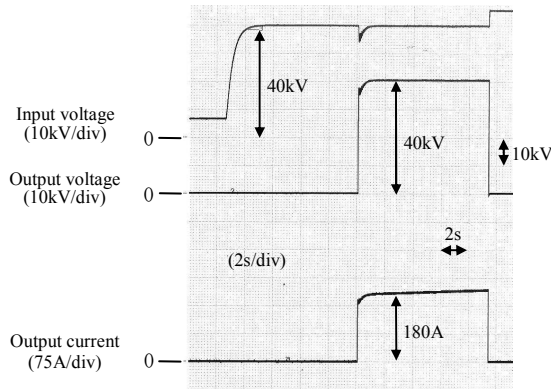 40kV
Input voltage
(10kV/div)
0
40kV
10kV
Output voltage
(10kV/div)
0
2s
(2s/div)
180A
Output current
(75A/div)
0